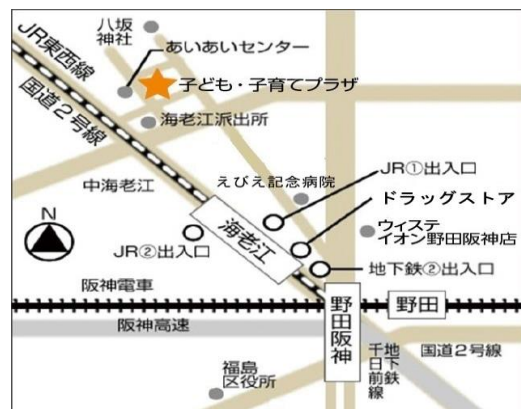 八坂
神社
あいあいセンター
JR東西線
国道2号線
子ども・子育てプラザ
海老江派出所
JR①出入口
えびえ記念病院
中海老江
ドラッグストア
N
海老江
ウィステ
イオン野田阪神店
JR②出入口
地下鉄②出入口
阪神電車
野田阪神
野田
阪神高速
千日前線
地下鉄
国道2号線
福島
区役所